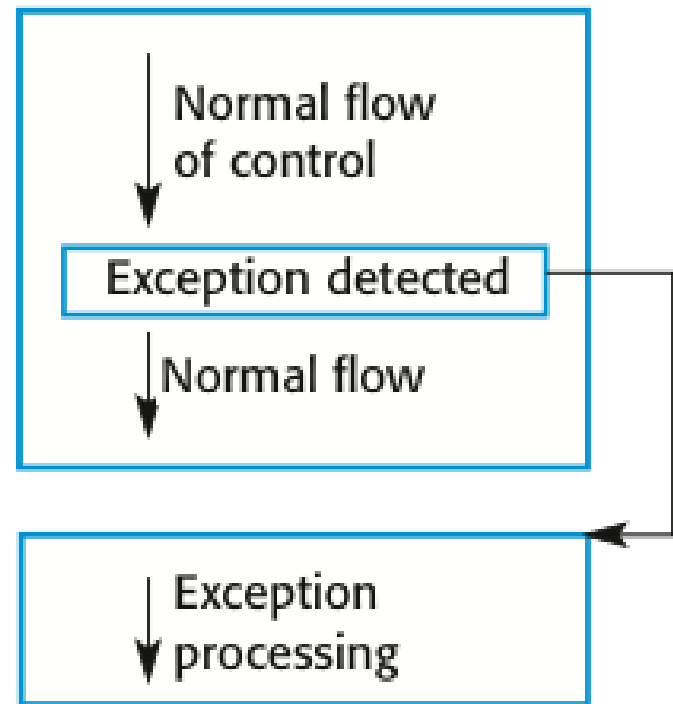 Normal flow
of control
Exception detected
Normal flow
Exception
processing